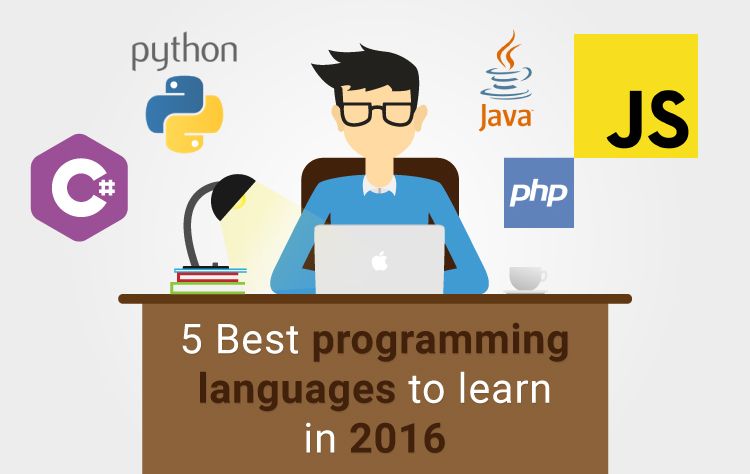 python
Java
JS
C#
php
5 Best programming
languages to learn
in 2016